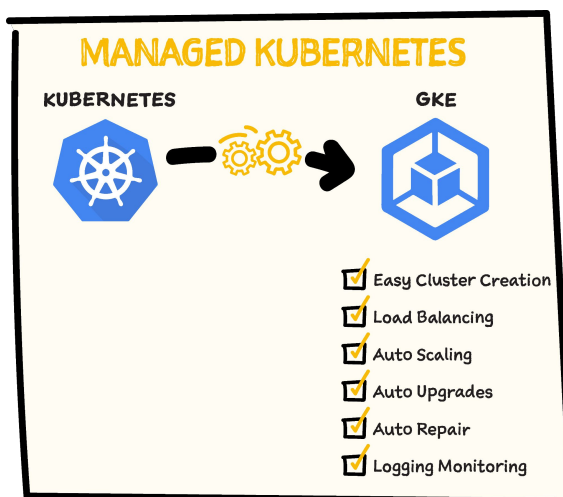 MANAGED KUBERNETES
KUBERNETES
GKE
Easy Cluster Creation
Load Balancing
Auto Scaling
Auto Upgrades
Auto Repair
Logging Monitoring